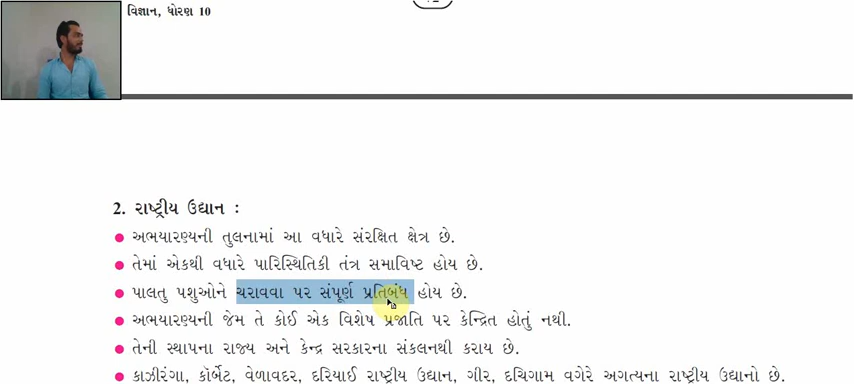 વિજ્ઞાન, ધોરણ 10
2. રાષ્ટ્રીય ઉદ્યાન :
● અભયારણ્યની તુલનામાં આ વધારે સંરક્ષિત ક્ષેત્ર છે.
● તેમાં એકથી વધારે પારિસ્થિતિકી તંત્ર સમાવિષ્ટ હોય છે.
● પાલતુ પશુઓને ચરાવવા પર સંપૂર્ણ પ્રતિબંધ હોય છે.
● અભયારણ્યની જેમ તે કોઈ એક વિશેષ પ્રજાતિ પર કેન્દ્રિત હોતું નથી.
● તેની સ્થાપના રાજ્ય અને કેન્દ્ર સરકારના સંકલનથી કરાય છે.
● કાઝીરંગા, કૉર્બેટ, વેળાવદર, દરિયાઈ રાષ્ટ્રીય ઉદ્યાન, ગીર, દચિગામ વગેરે અગત્યના રાષ્ટ્રીય ઉદ્યાનો છે.